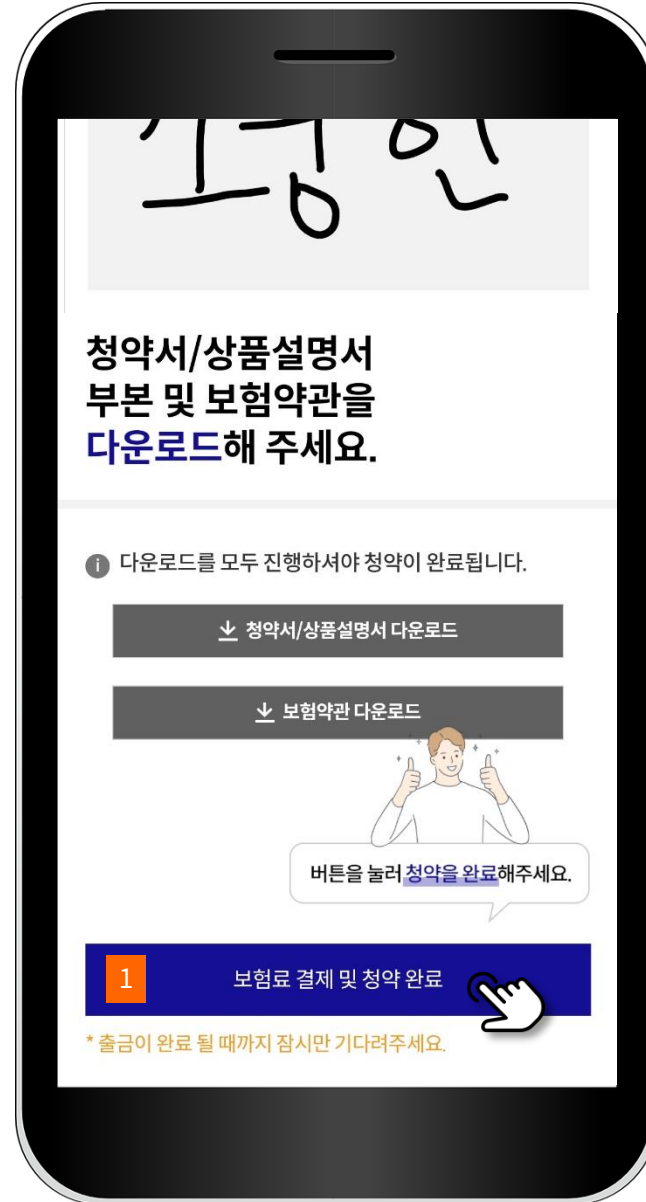 청약서/상품설명서
부본 및 보험약관을
다운로드해 주세요.
다운로드를 모두 진행하셔야 청약이 완료됩니다.
청약서/상품설명서 다운로드
보험약관 다운로드
버튼을 눌러 청약을 완료해주세요.
1 보험료 결제 및 청약 완료
* 출금이 완료 될 때까지 잠시만 기다려주세요.